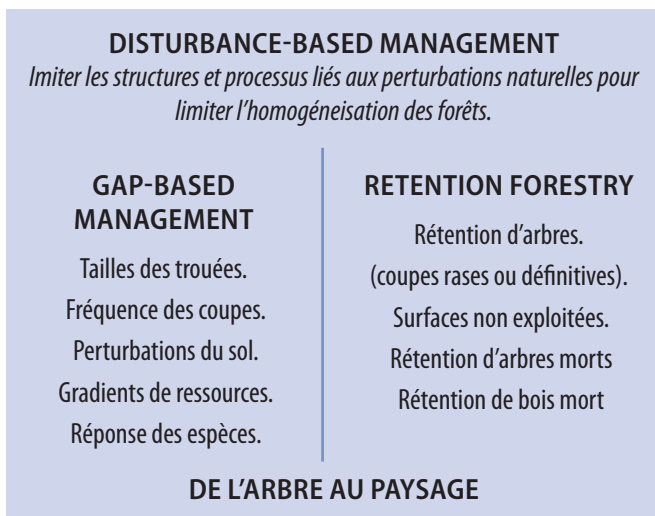 DISTURBANCE-BASED MANAGEMENT
Imiter les structures et processus liés aux perturbations naturelles pour
limiter l’homogéneisation des forêts.
GAP-BASED
MANAGEMENT
Tailles des trouées.
Fréquence des coupes.
Perturbations du sol.
Gradients de ressources.
Réponse des espèces.
RETENTION FORESTRY
Rétention d’arbres.
(coupes rases ou définitives).
Surfaces non exploitées.
Rétention d’arbres morts
Rétention de bois mort
DE L’ARBRE AU PAYSAGE